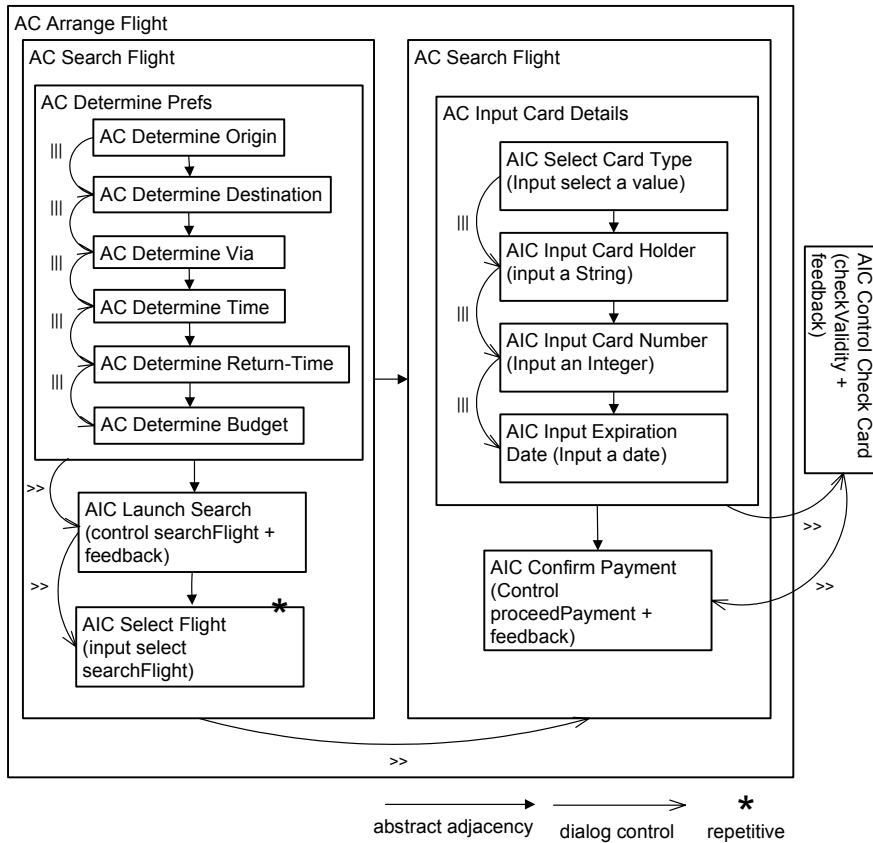 AC Arrange Flight
AC Search Flight
AC Determine Prefs
AC Determine Origin
|||
AC Determine Destination
|||
AC Determine Via
|||
AC Determine Time
|||
AC Determine Return-Time
|||
AC Determine Budget
>>
AIC Launch Search
(control searchFlight +
feedback)
>>
*
AIC Select Flight
(input select
searchFlight)
AC Search Flight
AC Input Card Details
AIC Select Card Type
(Input select a value)
|||
AIC Input Card Holder
(input a String)
|||
AIC Input Card Number
(Input an Integer)
|||
AIC Input Expiration
Date (Input a date)
AIC Confirm Payment
(Control
proceedPayment +
feedback)
AIC Control Check Card
(checkValidity +
feedback)
>>
>>
>>
abstract adjacency
dialog control
*
repetitive